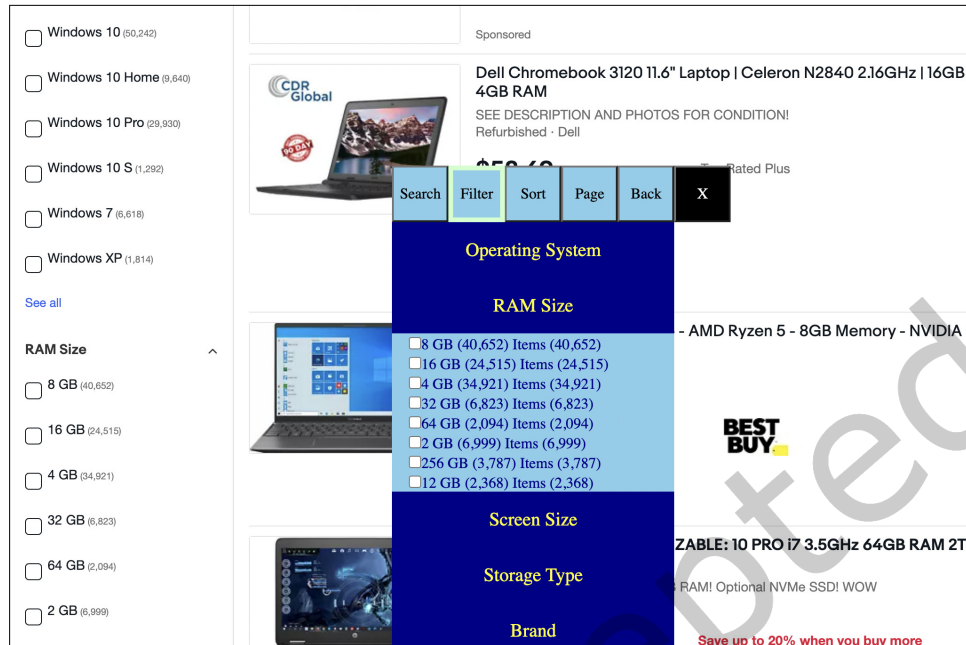 Windows 10 (50,242)
Windows 10 Home (9,640)
Windows 10 Pro (29,930)
Windows 10 S (1,292)
Windows 7 (6,618)
Windows XP (1,814)
See all
RAM Size
8 GB (40,652)
16 GB (24,515)
4 GB (34,921)
32 GB (6,823)
64 GB (2,094)
2 GB (6,999)
Sponsored
CDR
Global
90 DAY
Dell Chromebook 3120 11.6" Laptop | Celeron N2840 2.16GHz | 16GB
4GB RAM
SEE DESCRIPTION AND PHOTOS FOR CONDITION!
Refurbished · Dell
Rated Plus
Search Filter Sort Page Back X
Operating System
RAM Size
8 GB (40,652) Items (40,652)
16 GB (24,515) Items (24,515)
4 GB (34,921) Items (34,921)
32 GB (6,823) Items (6,823)
64 GB (2,094) Items (2,094)
2 GB (6,999) Items (6,999)
256 GB (3,787) Items (3,787)
12 GB (2,368) Items (2,368)
Screen Size
Storage Type
Brand
- AMD Ryzen 5 - 8GB Memory - NVIDIA
BEST
BUY
ZABLE: 10 PRO i7 3.5GHz 64GB RAM 2T
RAM! Optional NVMe SSD! WOW
Save up to 20% when you buy more